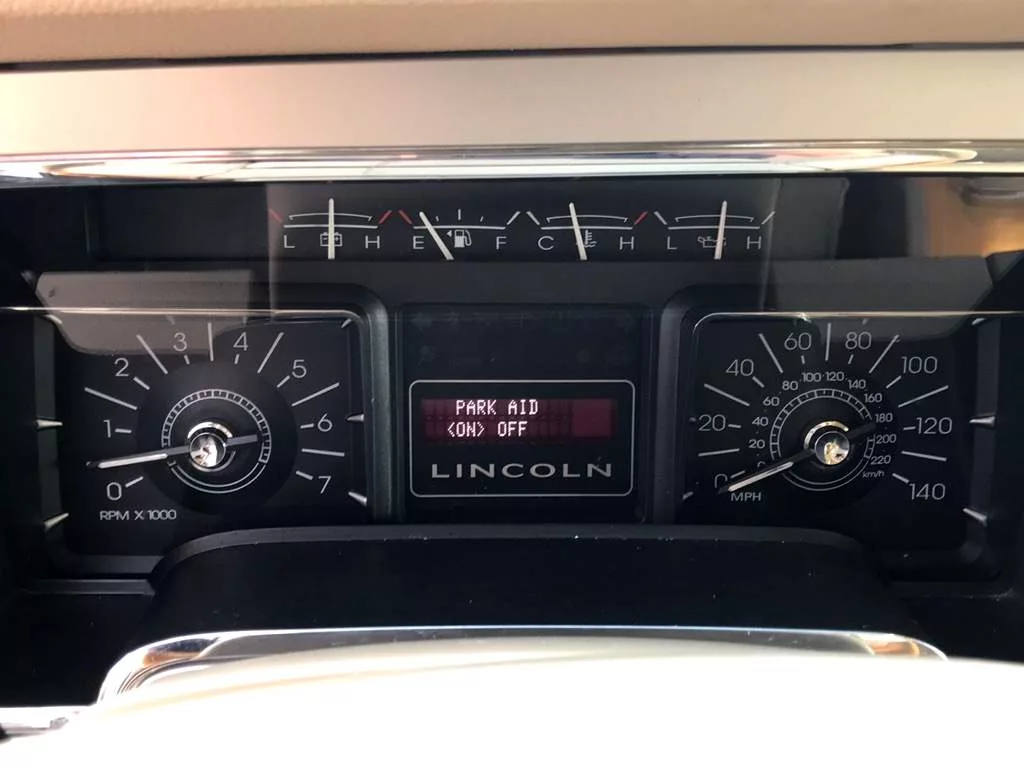 L H E F C H L H
0 1 2 3 4 5 6 7
RPM X 1000
PARK AID
<ON> OFF
LINCOLN
0 20 40 60 80 100 120 140
MPH
0 20 40 60 80 100 120 140 160 180 200 220
km/h